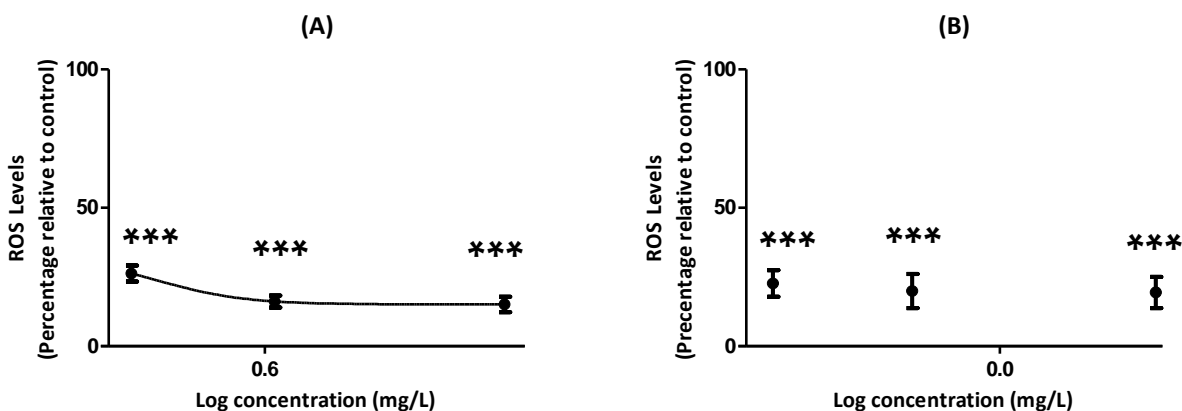 (A)
ROS Levels
(Percentage relative to control)
100
50
0
***
***
***
0.6
Log concentration (mg/L)
(B)
ROS Levels
(Precentage relative to control)
100
50
0
***
***
***
0.0
Log concentration (mg/L)